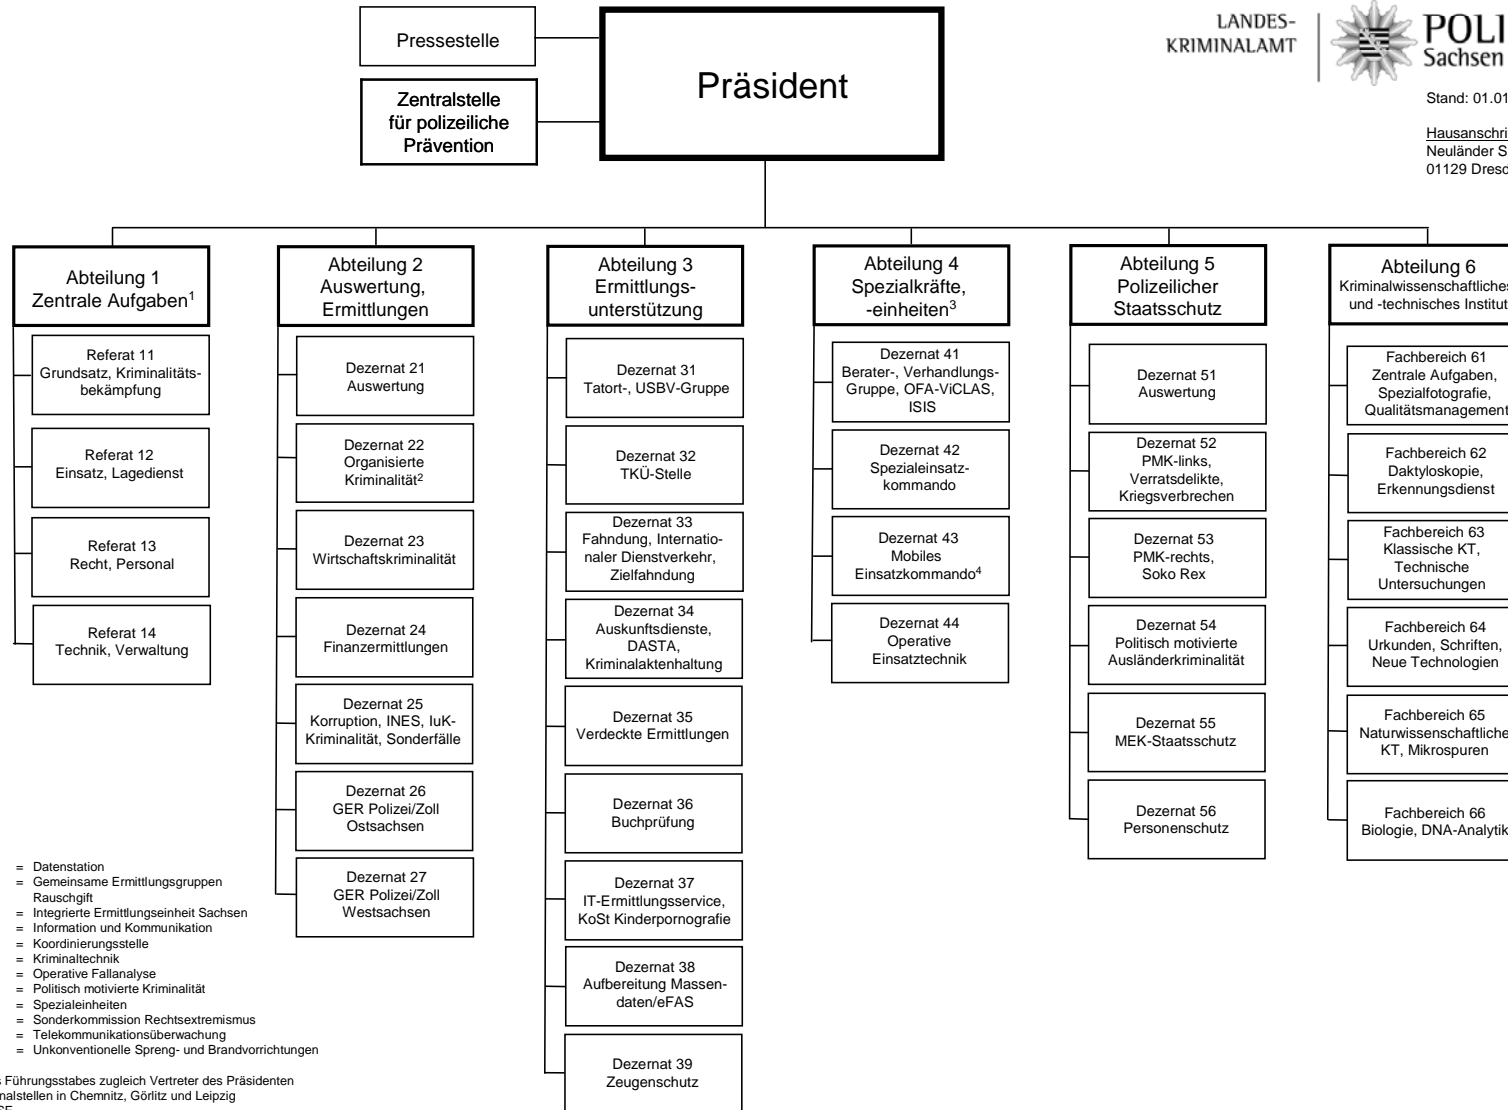 Pressestelle
Zentralstelle
für polizeiliche
Prävention
Präsident
LANDES-
KRIMINALAMT
POLI
Sachsen
Stand: 01.01
Hausanschri
Neuländer S
01129 Dresd
Abteilung 1
Zentrale Aufgaben1
Referat 11
Grundsatz, Kriminalitäts-
bekämpfung
Referat 12
Einsatz, Lagedienst
Referat 13
Recht, Personal
Referat 14
Technik, Verwaltung
Abteilung 2
Auswertung,
Ermittlungen
Dezernat 21
Auswertung
Dezernat 22
Organisierte
Kriminalität2
Dezernat 23
Wirtschaftskriminalität
Dezernat 24
Finanzermittlungen
Dezernat 25
Korruption, INES, IuK-
Kriminalität, Sonderfälle
Dezernat 26
GER Polizei/Zoll
Ostsachsen
Dezernat 27
GER Polizei/Zoll
Westsachsen
Abteilung 3
Ermittlungs-
unterstützung
Dezernat 31
Tatort-, USBV-Gruppe
Dezernat 32
TKÜ-Stelle
Dezernat 33
Fahndung, Internatio-
naler Dienstverkehr,
Zielfahndung
Dezernat 34
Auskunftsdienste,
DASTA,
Kriminalaktenhaltung
Dezernat 35
Verdeckte Ermittlungen
Dezernat 36
Buchprüfung
Dezernat 37
IT-Ermittlungsservice,
KoSt Kinderpornografie
Dezernat 38
Aufbereitung Massen-
daten/eFAS
Dezernat 39
Zeugenschutz
Abteilung 4
Spezialkräfte,
-einheiten3
Dezernat 41
Berater-, Verhandlungs-
Gruppe, OFA-ViCLAS,
ISIS
Dezernat 42
Spezialeinsatz-
kommando
Dezernat 43
Mobiles
Einsatzkommando4
Dezernat 44
Operative
Einsatztechnik
Abteilung 5
Polizeilicher
Staatsschutz
Dezernat 51
Auswertung
Dezernat 52
PMK-links,
Verratsdelikte,
Kriegsverbrechen
Dezernat 53
PMK-rechts,
Soko Rex
Dezernat 54
Politisch motivierte
Ausländerkriminalität
Dezernat 55
MEK-Staatsschutz
Dezernat 56
Personenschutz
Abteilung 6
Kriminalwissenschaftliches
und -technisches Institut
Fachbereich 61
Zentrale Aufgaben,
Spezialfotografie,
Qualitätsmanagement
Fachbereich 62
Daktyloskopie,
Erkennungsdienst
Fachbereich 63
Klassische KT,
Technische
Untersuchungen
Fachbereich 64
Urkunden, Schriften,
Neue Technologien
Fachbereich 65
Naturwissenschaftliche
KT, Mikrospuren
Fachbereich 66
Biologie, DNA-Analytik
= Datenstation
= Gemeinsame Ermittlungsgruppen
Rauschgift
= Integrierte Ermittlungseinheit Sachsen
= Information und Kommunikation
= Koordinierungsstelle
= Kriminaltechnik
= Operative Fallanalyse
= Politisch motivierte Kriminalität
= Spezialeinheiten
= Sonderkommission Rechtsextremismus
= Telekommunikationsüberwachung
= Unkonventionelle Spreng- und Brandvorrichtungen
s Führungsstabes zugleich Vertreter des Präsidenten
nalstellen in Chemnitz, Görlitz und Leipzig